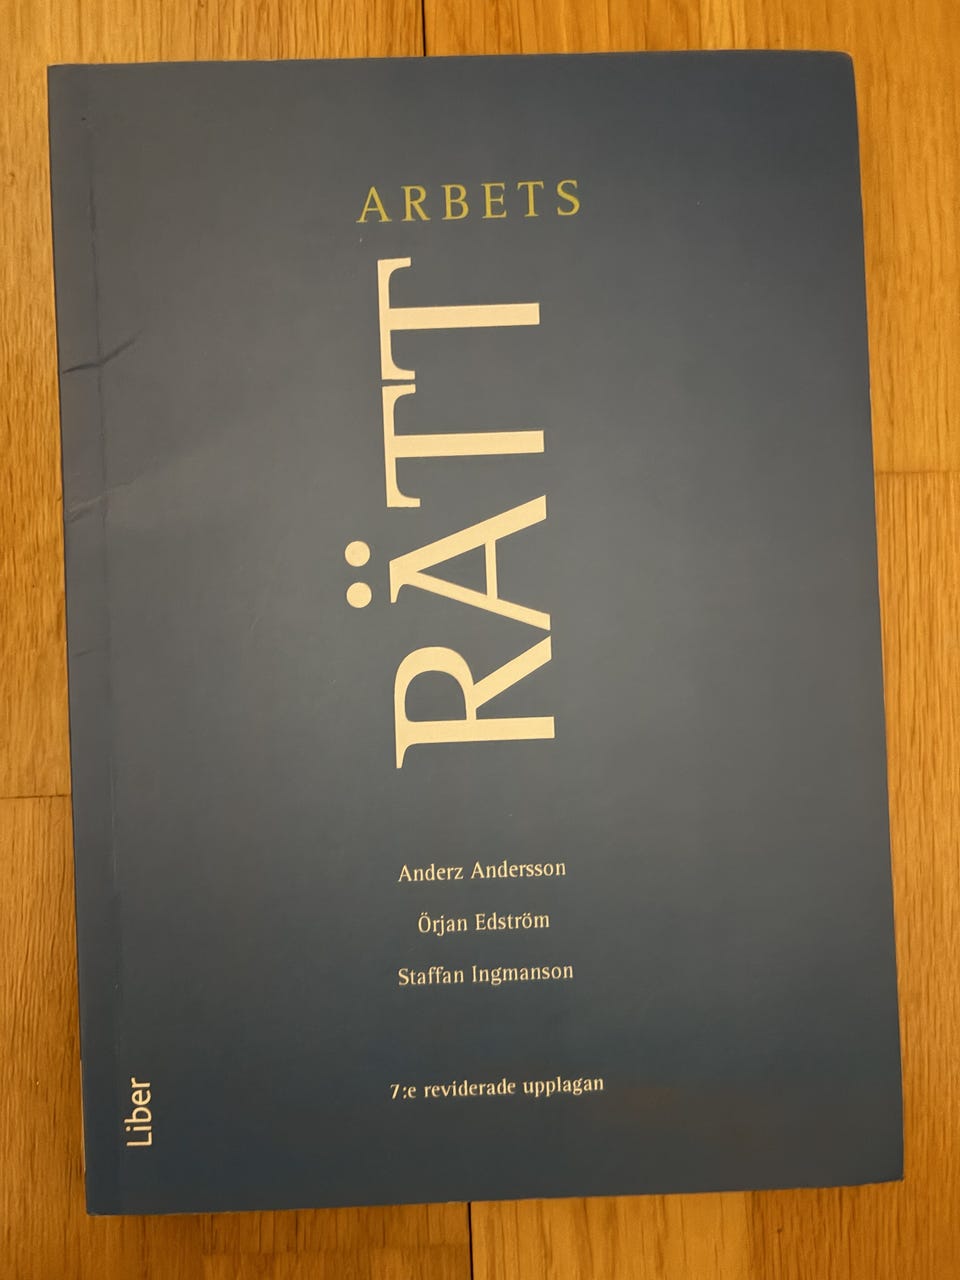 ARBETS
RÄTT
Anderz Andersson
Örjan Edström
Staffan Ingmanson
7:e reviderade upplagan
Liber